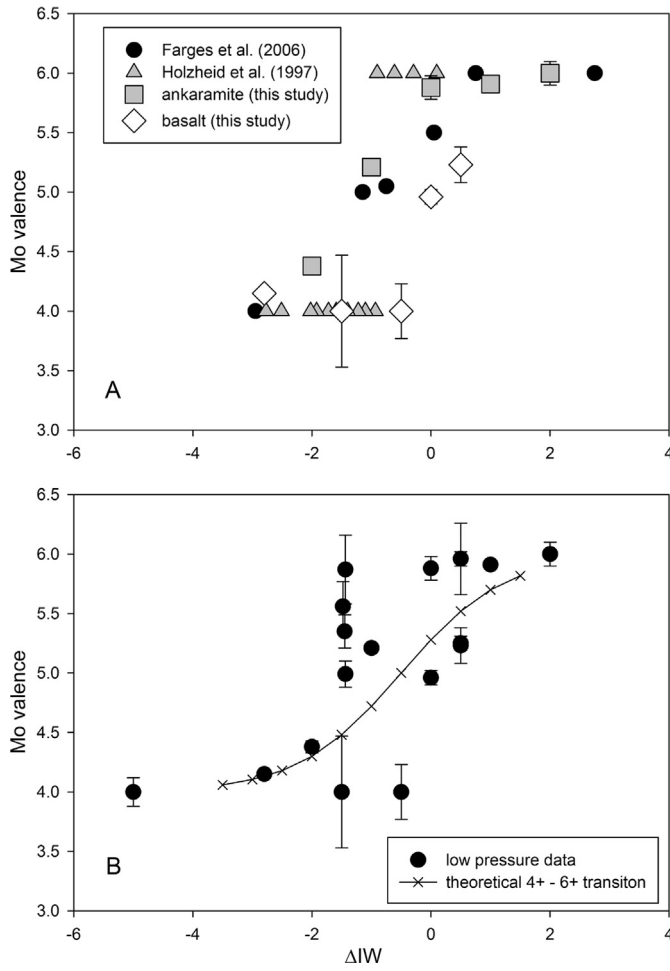 6.5
6.0
5.5
5.0
4.5
4.0
3.5
3.0
Mo valence
Farges et al. (2006)
Holzheid et al. (1997)
ankaramite (this study)
basalt (this study)
A
-6
-4
-2
0
2
4
6.5
6.0
5.5
5.0
4.5
4.0
3.5
3.0
Mo valence
B
low pressure data
theoretical 4+ - 6+ transiton
-6
-4
-2
0
2
4
ΔIW